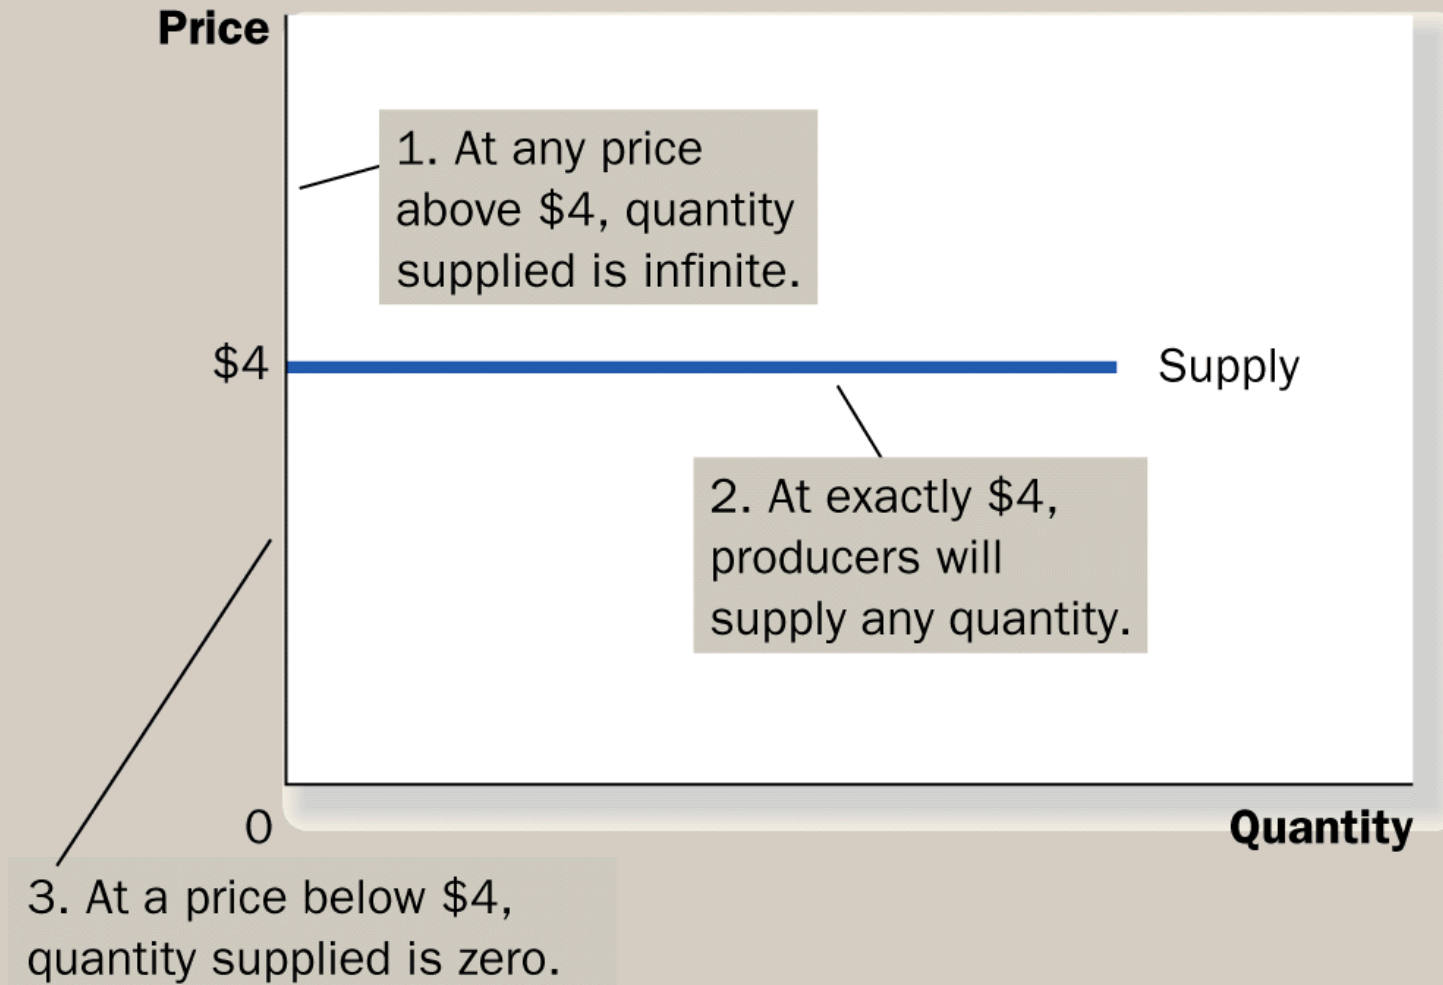 Price
1. At any price
above $4, quantity
supplied is infinite.
$4
Supply
2. At exactly $4,
producers will
supply any quantity.
0
Quantity
3. At a price below $4,
quantity supplied is zero.